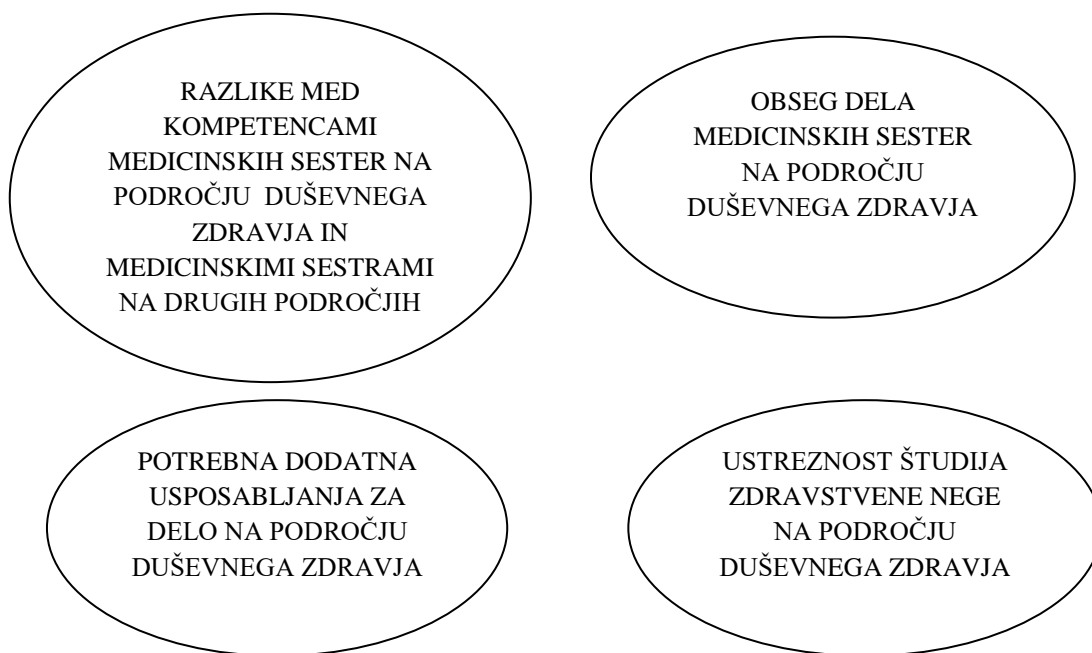 RAZLIKE MED
KOMPETENCAMI
MEDICINSKIH SESTER NA
PODROČJU DUŠEVNEGA
ZDRAVJA IN
MEDICINSKIMI SESTRAMI
NA DRUGIH PODROČJIH
OBSEG DELA
MEDICINSKIH SESTER
NA PODROČJU
DUŠEVNEGA ZDRAVJA
POTREBNA DODATNA
USPOSABLJANJA ZA
DELO NA PODROČJU
DUŠEVNEGA ZDRAVJA
USTREZNOST ŠTUDIJA
ZDRAVSTVENE NEGE
NA PODROČJU
DUŠEVNEGA ZDRAVJA